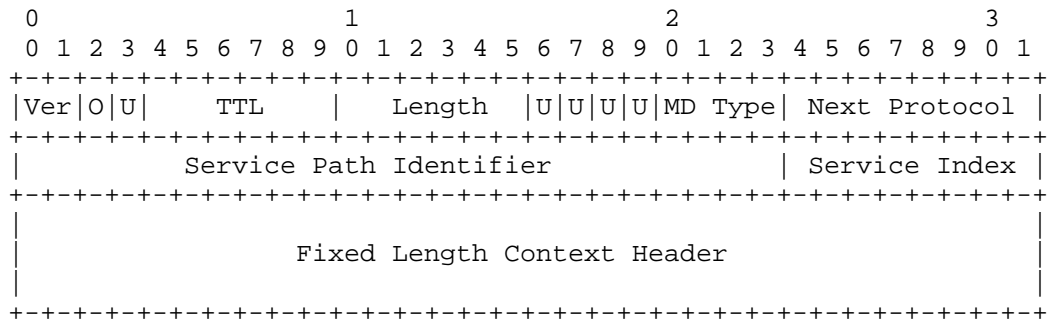 0                   1                   2                   3
 0 1 2 3 4 5 6 7 8 9 0 1 2 3 4 5 6 7 8 9 0 1 2 3 4 5 6 7 8 9 0 1
+-+-+-+-+-+-+-+-+-+-+-+-+-+-+-+-+-+-+-+-+-+-+-+-+-+-+-+-+-+-+-+-+
|Ver|O|U|    TTL    |   Length  |U|U|U|U|MD Type| Next Protocol |
+-+-+-+-+-+-+-+-+-+-+-+-+-+-+-+-+-+-+-+-+-+-+-+-+-+-+-+-+-+-+-+-+
|          Service Path Identifier              | Service Index |
+-+-+-+-+-+-+-+-+-+-+-+-+-+-+-+-+-+-+-+-+-+-+-+-+-+-+-+-+-+-+-+-+
|                                                               |
|                 Fixed Length Context Header                   |
|                                                               |
+-+-+-+-+-+-+-+-+-+-+-+-+-+-+-+-+-+-+-+-+-+-+-+-+-+-+-+-+-+-+-+-+